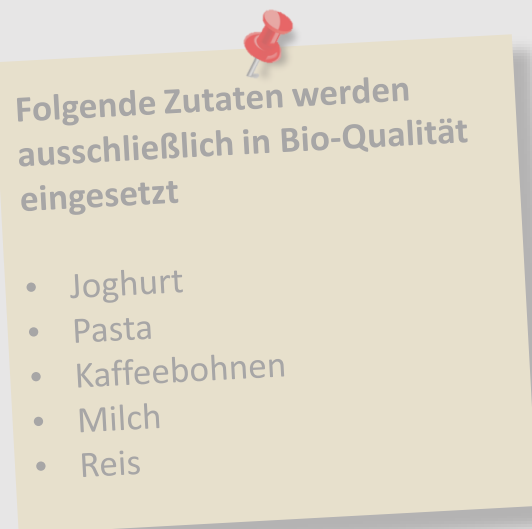 Folgende Zutaten werden
ausschließlich in Bio-Qualität
eingesetzt
• Joghurt
• Pasta
• Kaffeebohnen
• Milch
• Reis